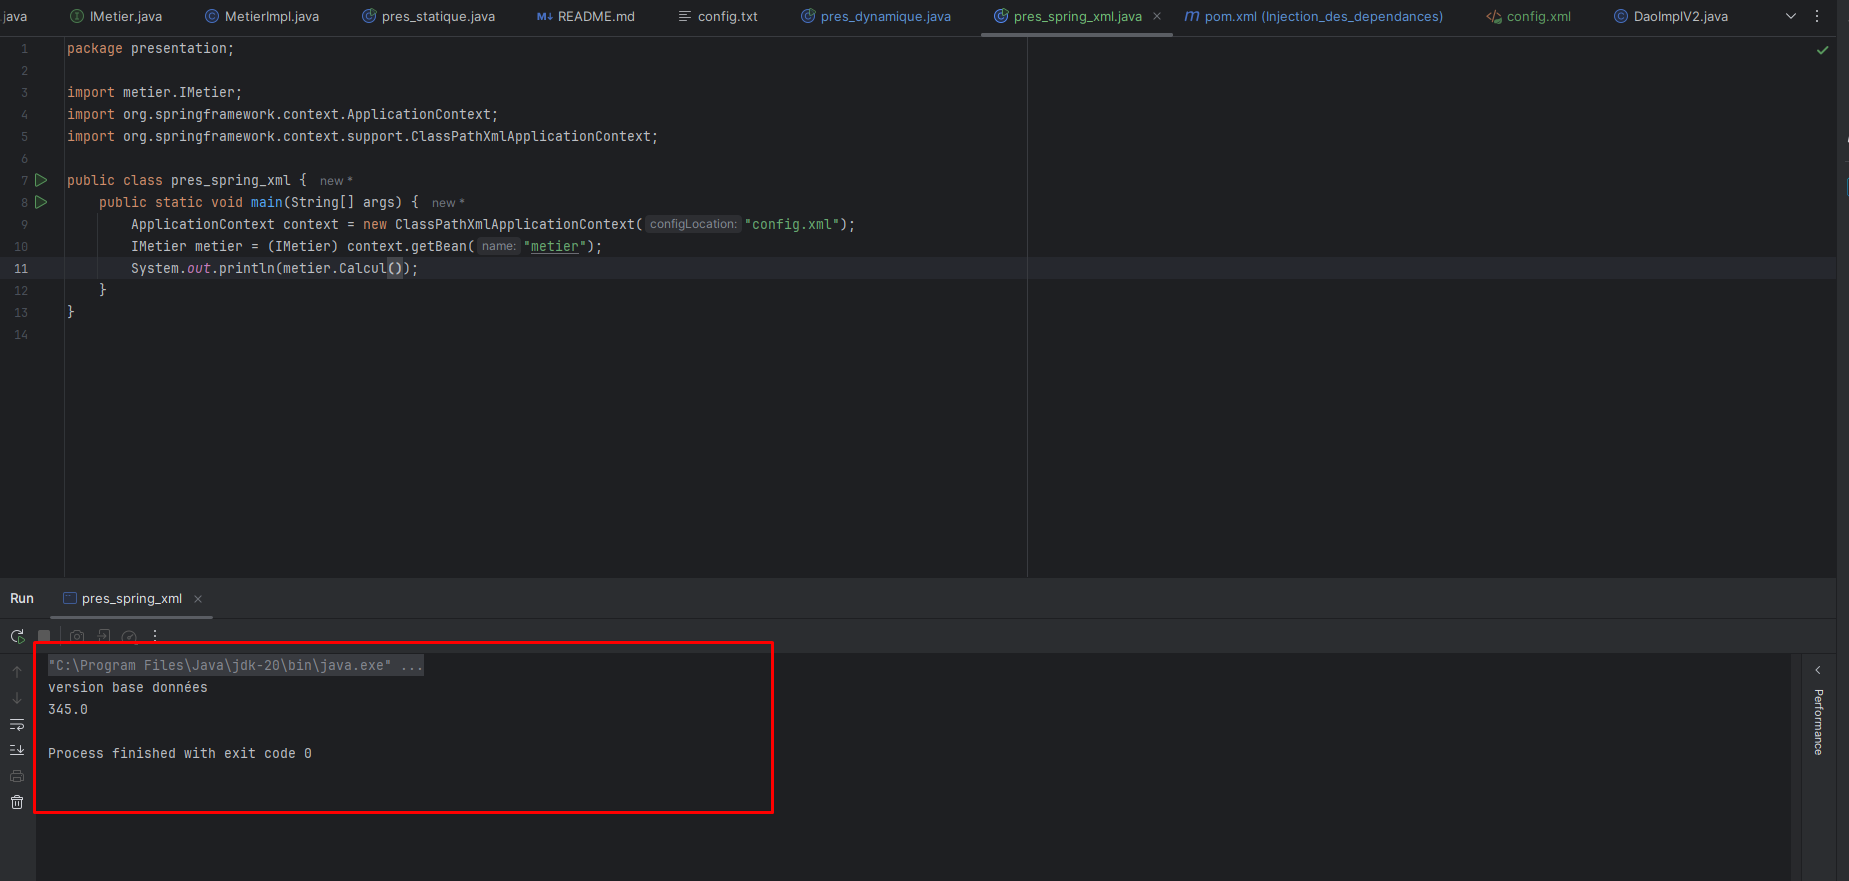 .java IMetier.java MetierImpl.java pres_statique.java README.md config.txt pres_dynamique.java pres_spring_xml.java pom.xml (Injection_des_dependances) config.xml DaoImplV2.java
1 package presentation;
2
3 import metier.IMetier;
4 import org.springframework.context.ApplicationContext;
5 import org.springframework.context.support.ClassPathXmlApplicationContext;
6
7 public class pres_spring_xml { new *
8 public static void main(String[] args) { new *
9 ApplicationContext context = new ClassPathXmlApplicationContext( configLocation: "config.xml");
10 IMetier metier = (IMetier) context.getBean( name: "metier");
11 System.out.println(metier.Calcul());
12 }
13 }
14
Run pres_spring_xml
"C:\Program Files\Java\jdk-20\bin\java.exe" ...
version base données
345.0
Process finished with exit code 0
Performance